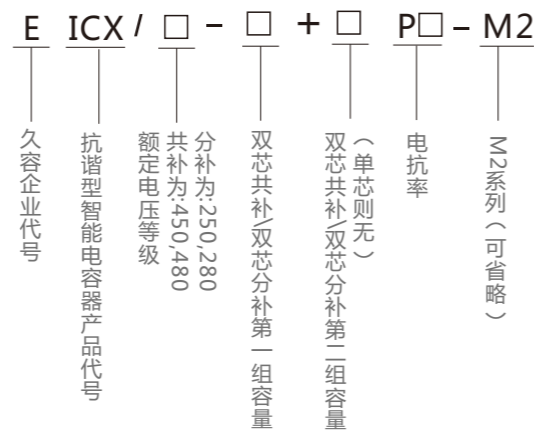 E ICX / □ - □ + □ P□ - M2
久容企业代号
抗谐型智能电容器产品代号
额定电压等级
共补为:450,480
分补为:250,280
双芯共补/双芯分补第一组容量
双芯共补/双芯分补第二组容量
（单芯则无）
电抗率
M2系列（可省略）